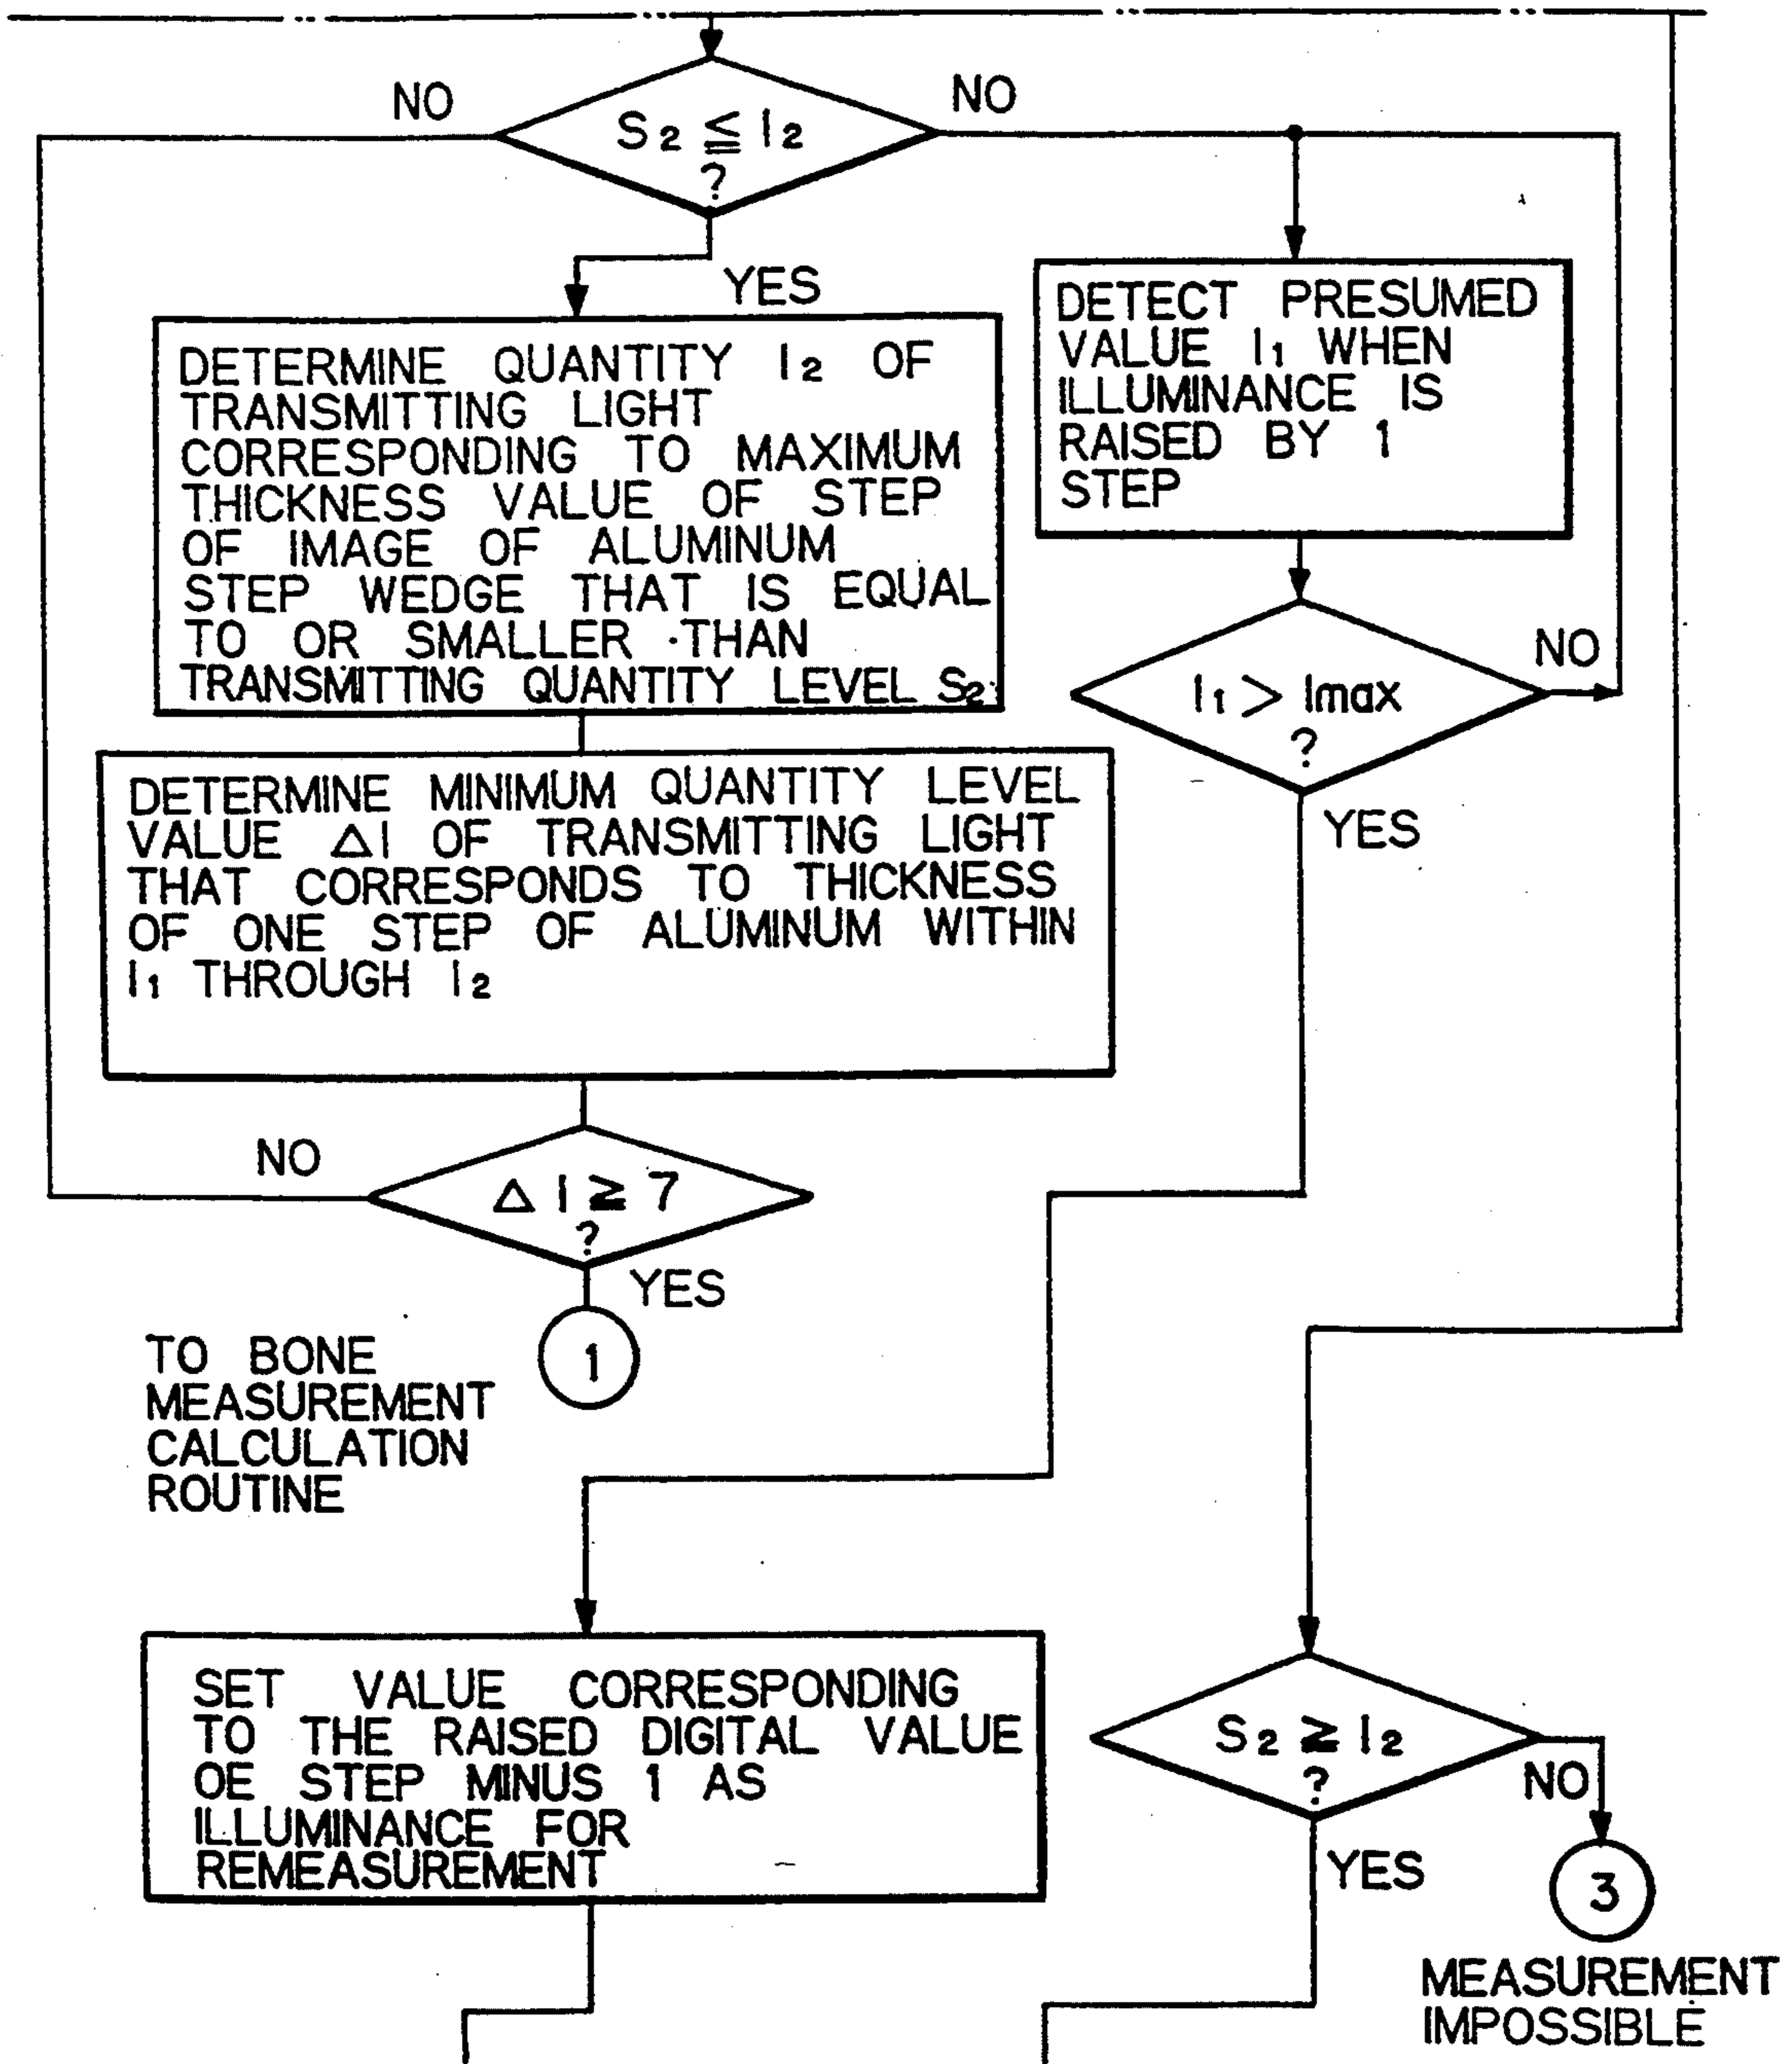 NO
NO
S2 ≦ I2
?
YES
DETERMINE QUANTITY I2 OF
TRANSMITTING LIGHT
CORRESPONDING TO MAXIMUM
THICKNESS VALUE OF STEP
OF IMAGE OF ALUMINUM
STEP WEDGE THAT IS EQUAL
TO OR SMALLER THAN
TRANSMITTING QUANTITY LEVEL S2
DETECT PRESUMED
VALUE I1 WHEN
ILLUMINANCE IS
RAISED BY 1
STEP
I1 > Imax
?
NO
YES
DETERMINE MINIMUM QUANTITY LEVEL
VALUE △I OF TRANSMITTING LIGHT
THAT CORRESPONDS TO THICKNESS
OF ONE STEP OF ALUMINUM WITHIN
I1 THROUGH I2
NO
△ I ≧ 7
?
YES
1
TO BONE
MEASUREMENT
CALCULATION
ROUTINE
SET VALUE CORRESPONDING
TO THE RAISED DIGITAL VALUE
OE STEP MINUS 1 AS
ILLUMINANCE FOR
REMEASUREMENT
S2 ≧ I2
?
NO
YES
3
MEASUREMENT
IMPOSSIBLE